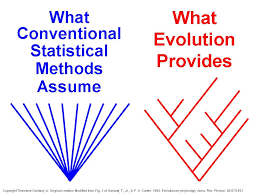 What
Conventional
Statistical
Methods
Assume
What
Evolution
Provides